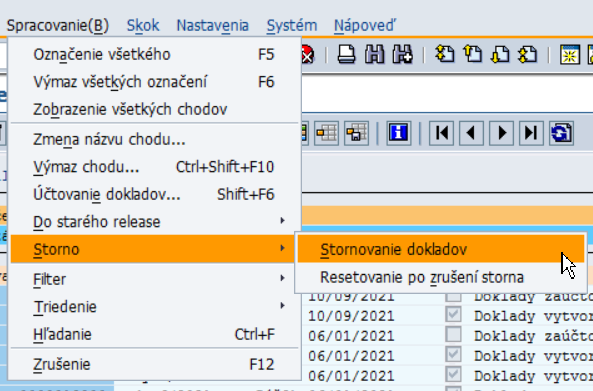 Spracovanie(B) Skok Nastavenia Systém Nápoveď
Označenie všetkého F5
Výmaz všetkých označení F6
Zobrazenie všetkých chodov
Zmena názvu chodu...
Výmaz chodu... Ctrl+Shift+F10
Účtovanie dokladov... Shift+F6
Do starého release
Storno
Stornovanie dokladov
Resetovanie po zrušení storna
Filter
Triedenie
Hľadanie Ctrl+F
Zrušenie F12
10/09/2021 Doklady zaúčto
10/09/2021 Doklady vytvor
06/01/2021 Doklady zaúčto
06/01/2021 Doklady vytvor
06/01/2021 Doklady vytvor